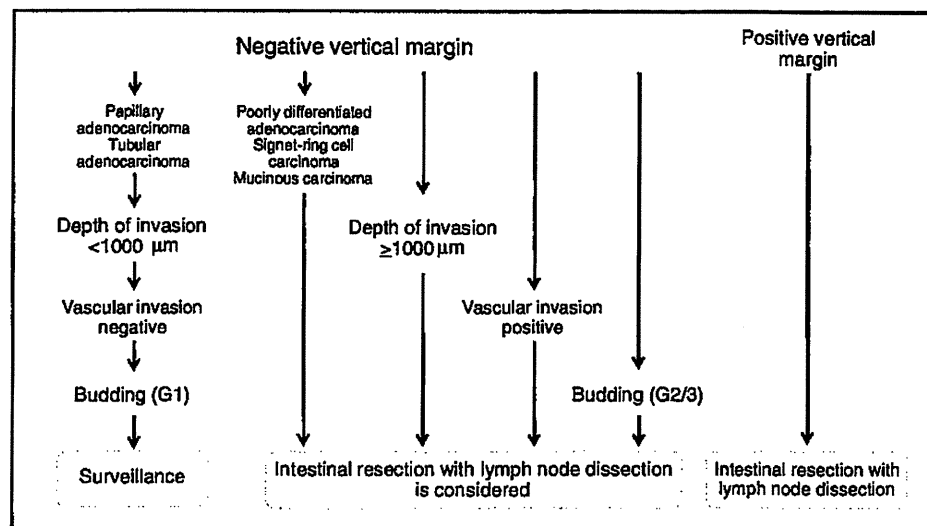 Negative vertical margin
Positive vertical
margin
Papillary
adenocarcinoma
Tubular
adenocarcinoma
Poorly differentiated
adenocarcinoma
Signet-ring cell
carcinoma
Mucinous carcinoma
Depth of invasion
<1000 µm
Depth of invasion
≥1000 µm
Vascular invasion
negative
Vascular invasion
positive
Budding (G1)
Budding (G2/3)
Surveillance
Intestinal resection with lymph node dissection
is considered
Intestinal resection with
lymph node dissection